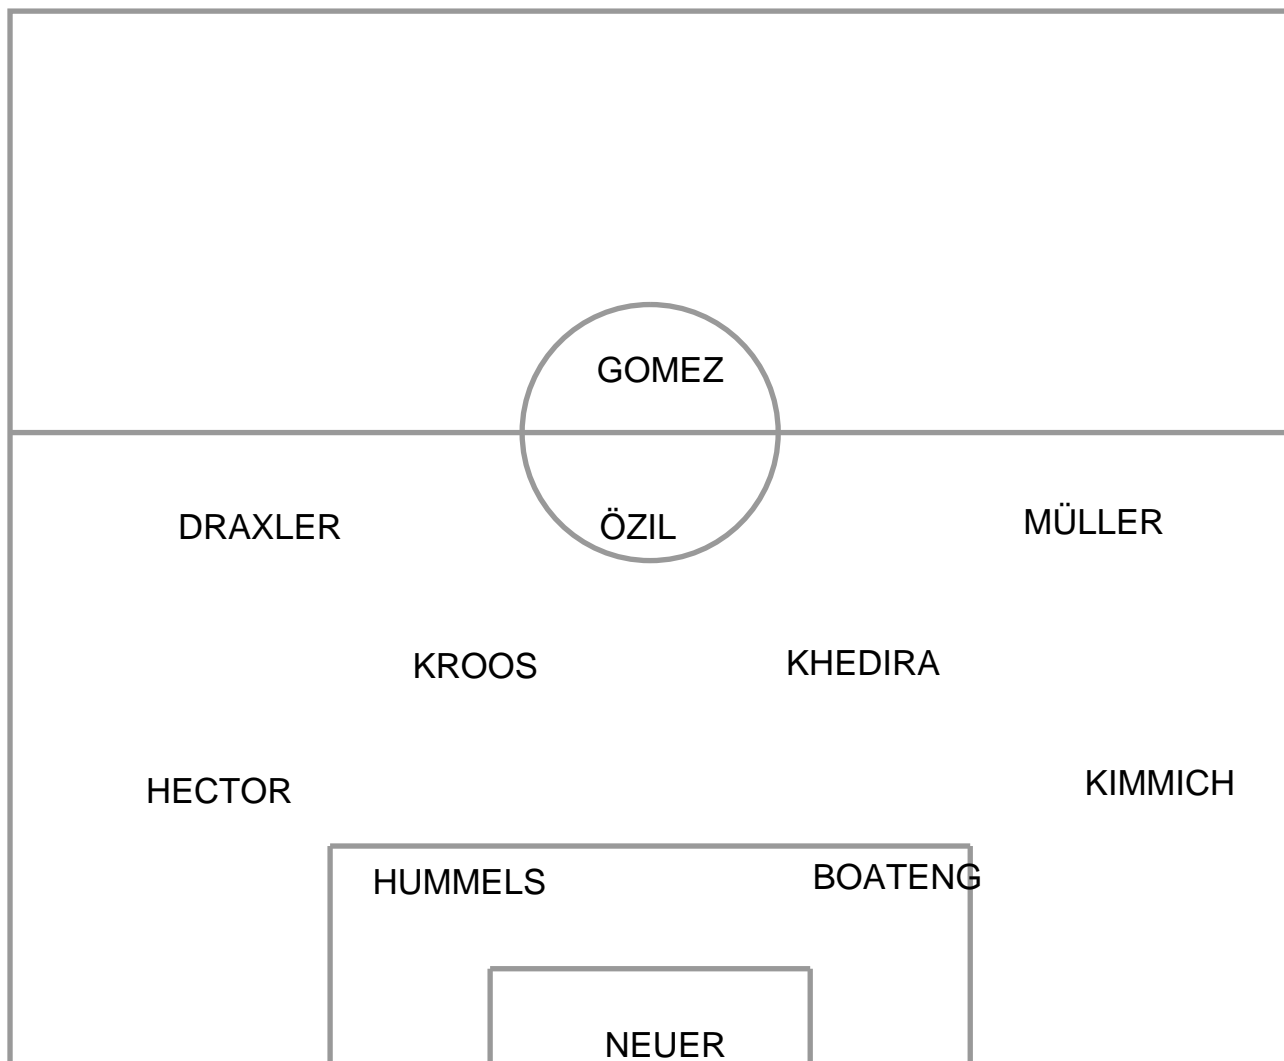 GOMEZ
DRAXLER ÖZIL MÜLLER
KROOS KHEDIRA
HECTOR KIMMICH
HUMMELS BOATENG
NEUER